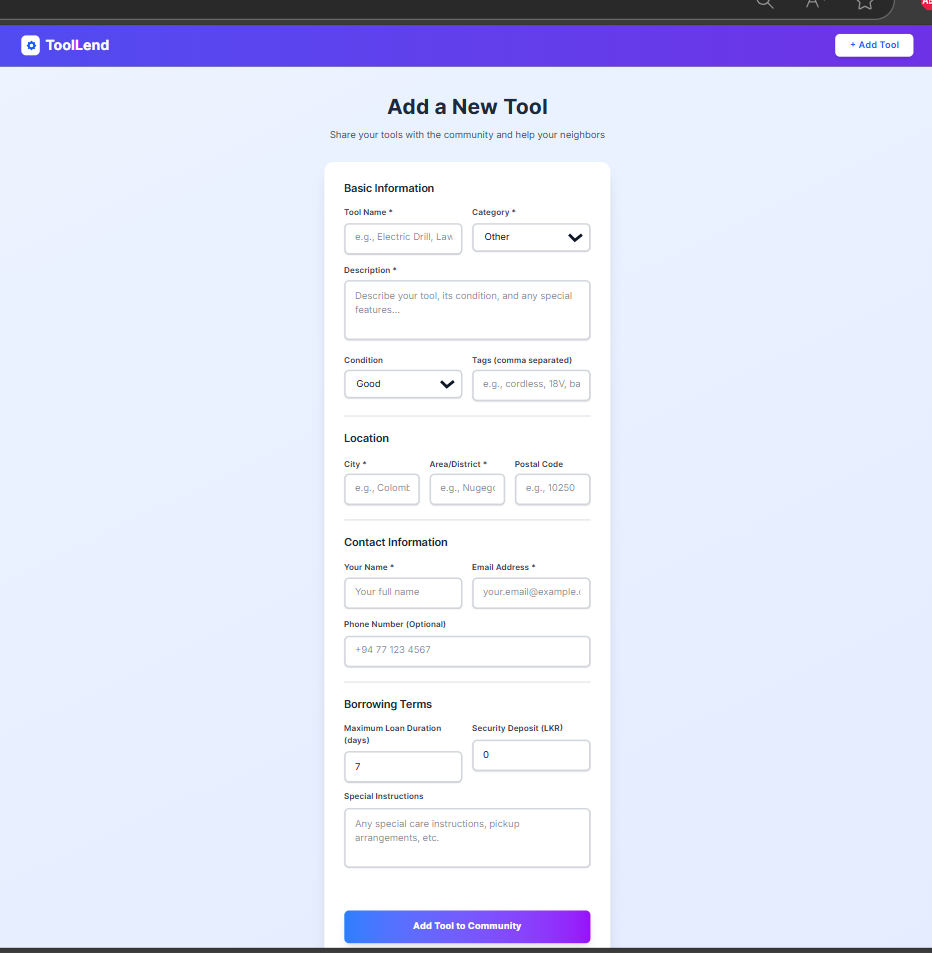 ToolLend
+ Add Tool
Add a New Tool
Share your tools with the community and help your neighbors
Basic Information
Tool Name * Category *
e.g., Electric Drill, Law Other
Description *
Describe your tool, its condition, and any special
features...
Condition Tags (comma separated)
Good e.g., cordless, 18V, ba
Location
City * Area/District * Postal Code
e.g., Colomb e.g., Nugego e.g., 10250
Contact Information
Your Name * Email Address *
Your full name your.email@example.c
Phone Number (Optional)
+94 77 123 4567
Borrowing Terms
Maximum Loan Duration Security Deposit (LKR)
(days)
7 0
Special Instructions
Any special care instructions, pickup
arrangements, etc.
Add Tool to Community